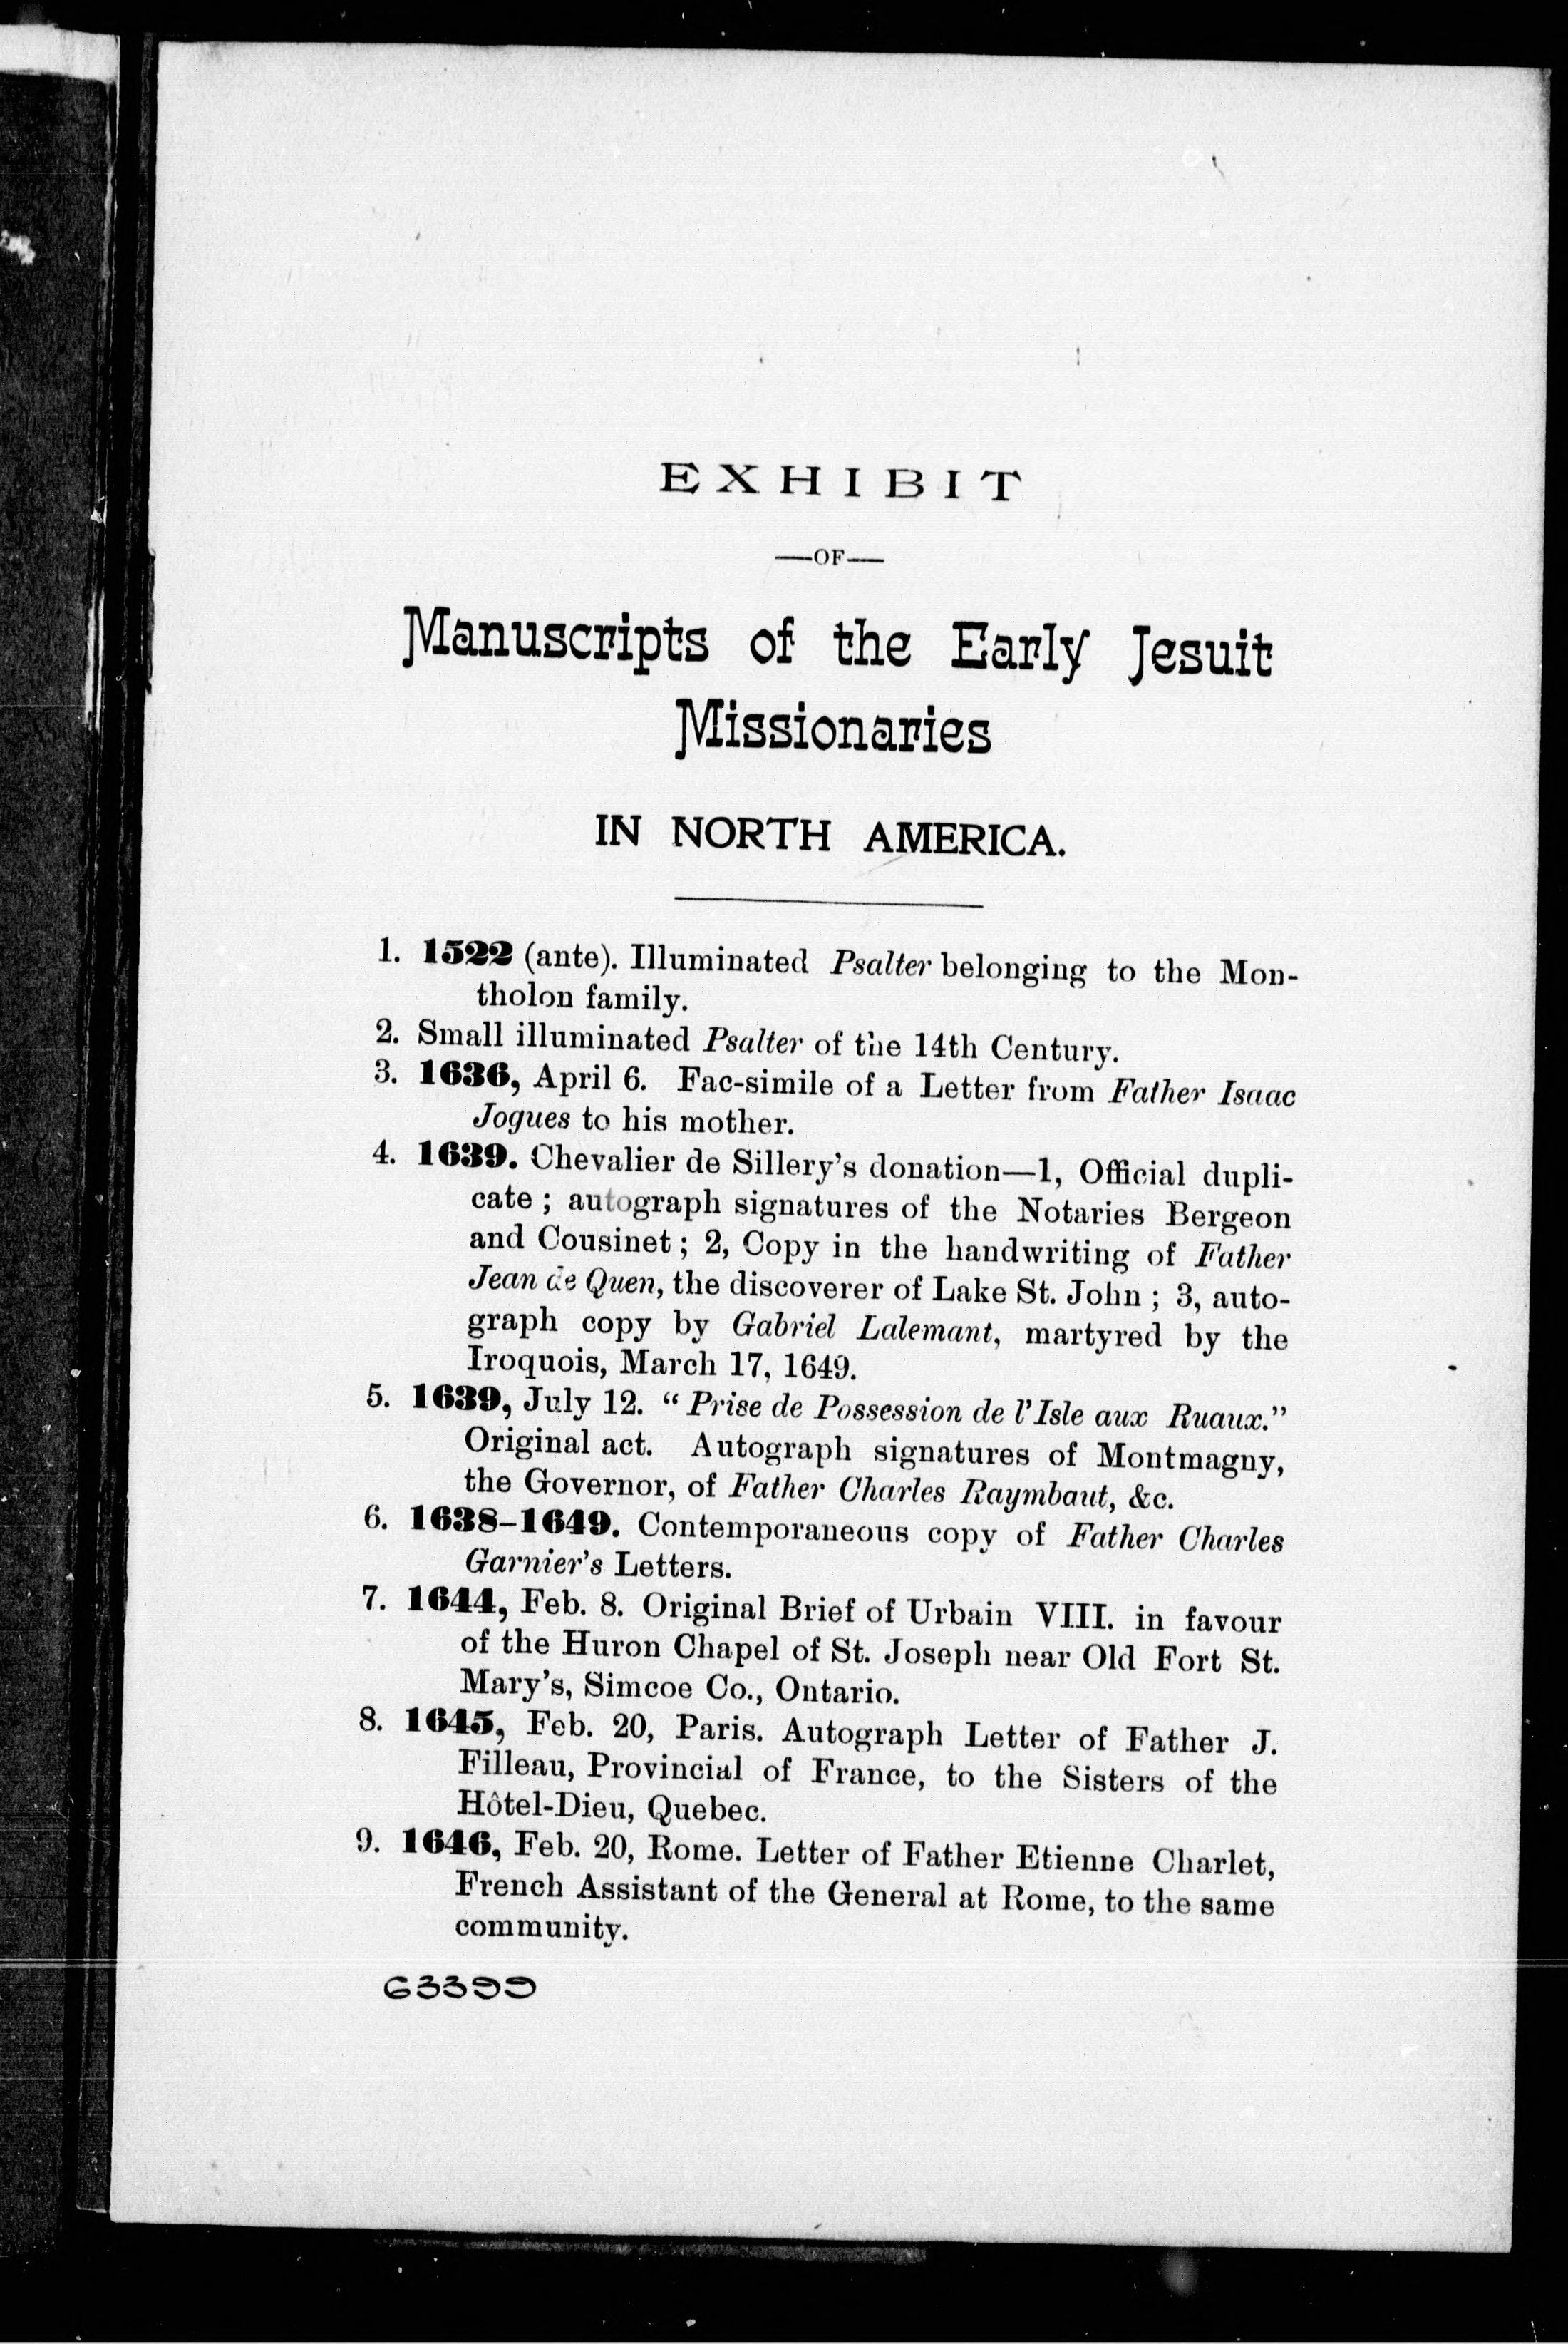 EXHIBIT
—OF—
Manuscripts of the Early Jesuit
Missionaries
IN NORTH AMERICA.
1. 1522 (ante). Illuminated Psalter belonging to the Mon-
tholon family.
2. Small illuminated Psalter of the 14th Century.
3. 1636, April 6. Fac-simile of a Letter from Father Isaac
Jogues to his mother.
4. 1639. Chevalier de Sillery's donation—1, Official dupli-
cate ; autograph signatures of the Notaries Bergeon
and Cousinet ; 2, Copy in the handwriting of Father
Jean de Quen, the discoverer of Lake St. John ; 3, auto-
graph copy by Gabriel Lalemant, martyred by the
Iroquois, March 17, 1649.
5. 1639, July 12. “ Prise de Possession de l'Isle aux Ruaux.”
Original act. Autograph signatures of Montmagny,
the Governor, of Father Charles Raymbaut, &c.
6. 1638–1649. Contemporaneous copy of Father Charles
Garnier's Letters.
7. 1644, Feb. 8. Original Brief of Urbain VIII. in favour
of the Huron Chapel of St. Joseph near Old Fort St.
Mary's, Simcoe Co., Ontario.
8. 1645, Feb. 20, Paris. Autograph Letter of Father J.
Filleau, Provincial of France, to the Sisters of the
Hôtel-Dieu, Quebec.
9. 1646, Feb. 20, Rome. Letter of Father Etienne Charlet,
French Assistant of the General at Rome, to the same
community.
63399